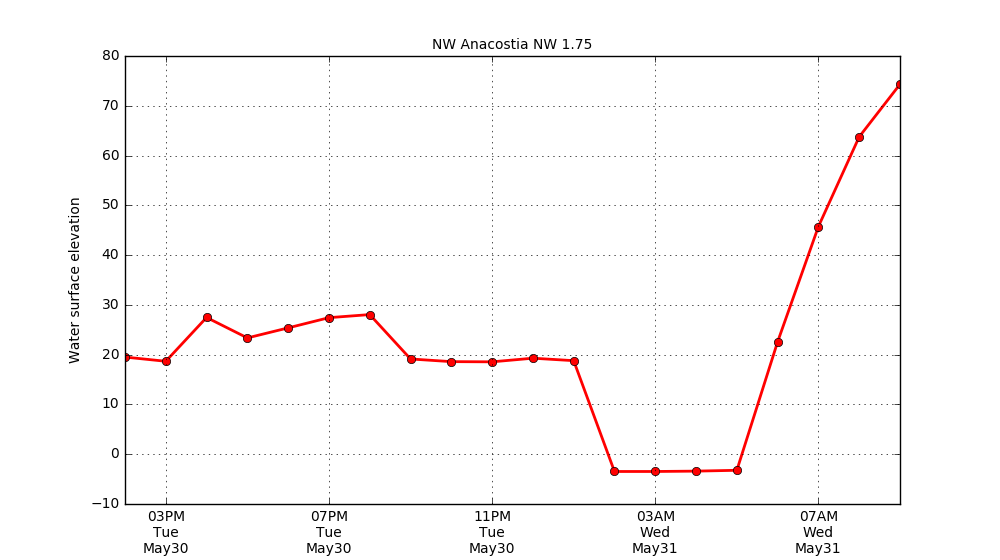 NW Anacostia NW 1.75
Water surface elevation
80
70
60
50
40
30
20
10
0
−10
03PM
Tue
May30
07PM
Tue
May30
11PM
Tue
May30
03AM
Wed
May31
07AM
Wed
May31